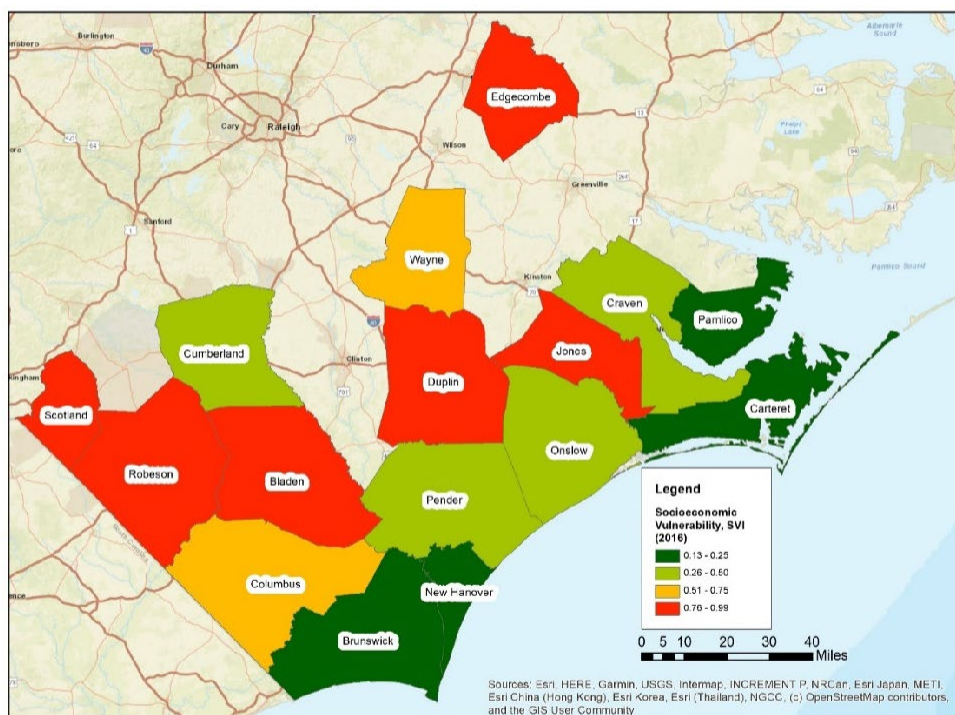 Burlington
Durham
Cary
Raleigh
Sanford
Wilson
Greenville
Kinston
Clinton
Albemarle
Sound
Pamlico Sound
Edgecombe
Wayne
Craven
Pamlico
Cumberland
Jones
Duplin
Scotland
Carteret
Robeson
Bladen
Onslow
Pender
Columbus
New Hanover
Brunswick
Legend
Socioeconomic
Vulnerability, SVI
(2016)
0.13 - 0.25
0.26 - 0.50
0.51 - 0.75
0.76 - 0.99
0 5 10 20 30 40
Miles
Sources: Esri, HERE, Garmin, USGS, Intermap, INCREMENT P, NRCan, Esri Japan, METI,
Esri China (Hong Kong), Esri Korea, Esri (Thailand), NGCC, (c) OpenStreetMap contributors,
and the GIS User Community